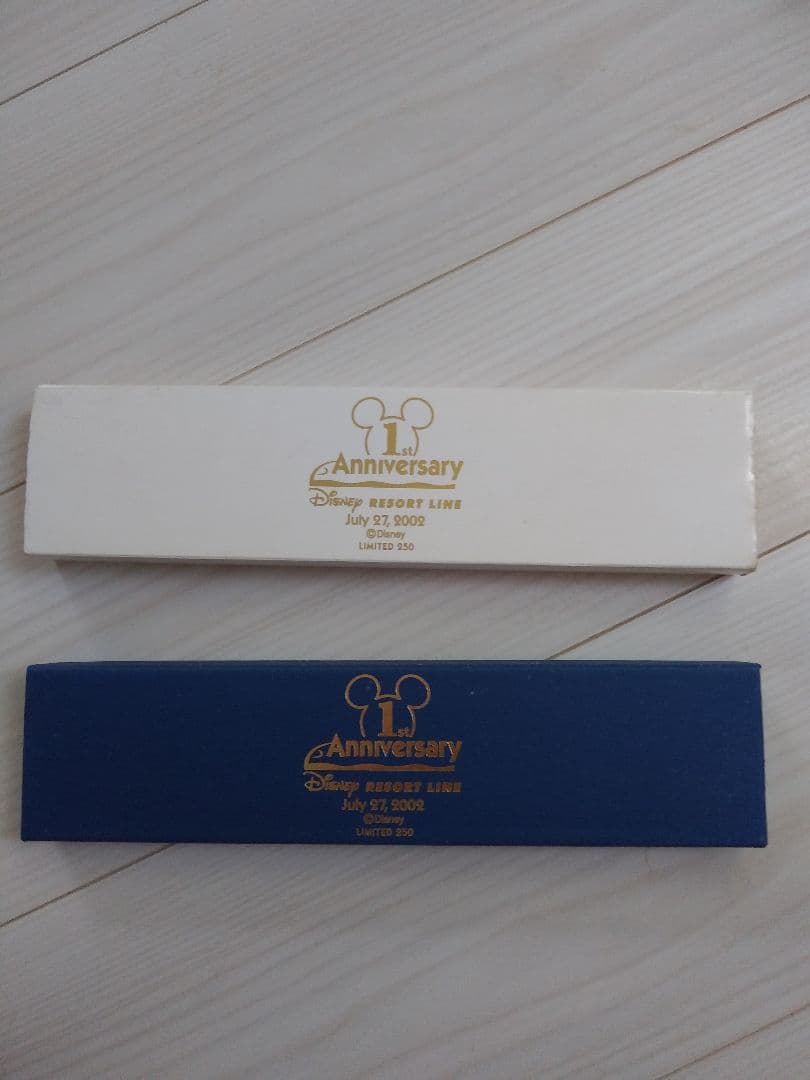 1st
Anniversary
Disney RESORT LINE
July 27, 2002
©Disney
LIMITED 250
1st
Anniversary
Disney RESORT LINE
July 27, 2002
©Disney
LIMITED 250